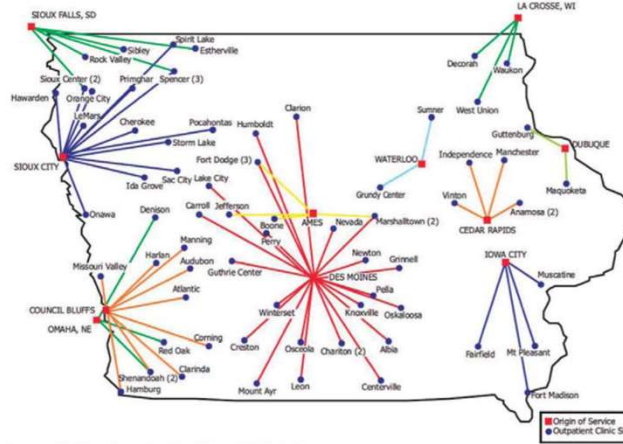 SIOUX FALLS, SD
LA CROSSE, WI
Spirit Lake
Sibley
Estherville
Rock Valley
Decorah
Waukon
Sioux Center (2)
Primghar
Spencer (3)
Orange City
Hawarden
West Union
LeMars
Clarion
Sumner
Cherokee
Pocahontas
Humboldt
Guttenburg
Storm Lake
DUBUQUE
SIOUX CITY
Fort Dodge (3)
WATERLOO
Independence
Manchester
Ida Grove
Sac City
Lake City
Grundy Center
Maquoketa
Onawa
Denison
Carroll
Jefferson
Boone
AMES
Nevada
Marshalltown (2)
Vinton
Anamosa (2)
CEDAR RAPIDS
Perry
Manning
Harlan
Audubon
Missouri Valley
Guthrie Center
Newton
Grinnell
IOWA CITY
DES MOINES
Muscatine
Atlantic
Pella
COUNCIL BLUFFS
Winterset
Knoxville
Oskaloosa
OMAHA, NE
Corning
Creston
Osceola
Chariton (2)
Albia
Fairfield
Mt Pleasant
Red Oak
Shenandoah (2)
Clarinda
Hamburg
Mount Ayr
Leon
Centerville
Fort Madison
Origin of Service
Outpatient Clinic S